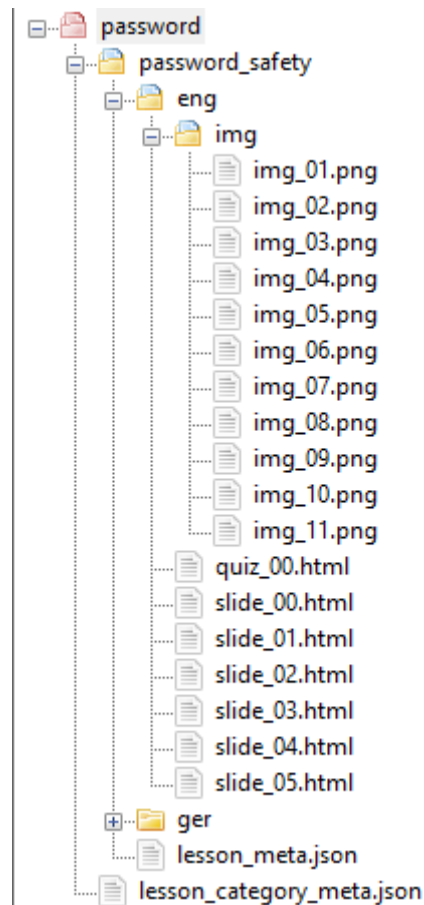 password
password_safety
eng
img
img_01.png
img_02.png
img_03.png
img_04.png
img_05.png
img_06.png
img_07.png
img_08.png
img_09.png
img_10.png
img_11.png
quiz_00.html
slide_00.html
slide_01.html
slide_02.html
slide_03.html
slide_04.html
slide_05.html
ger
lesson_meta.json
lesson_category_meta.json